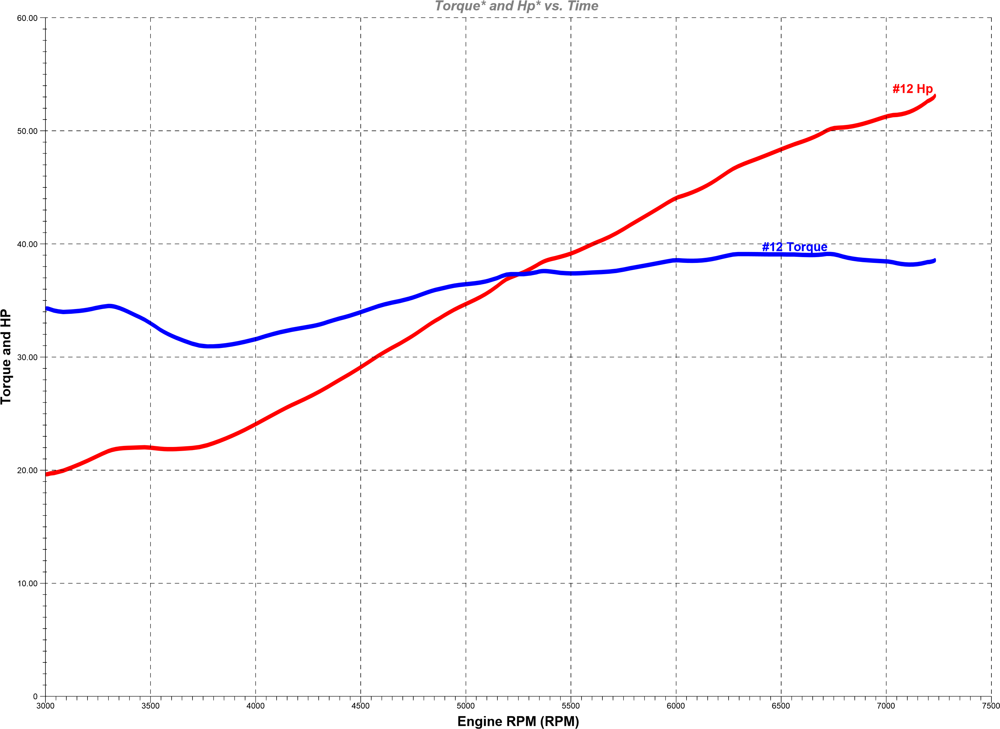 Torque* and Hp* vs. Time
60.00
50.00
40.00
30.00
20.00
10.00
0
Torque and HP
#12 Hp
#12 Torque
3000 3500 4000 4500 5000 5500 6000 6500 7000 7500
Engine RPM (RPM)